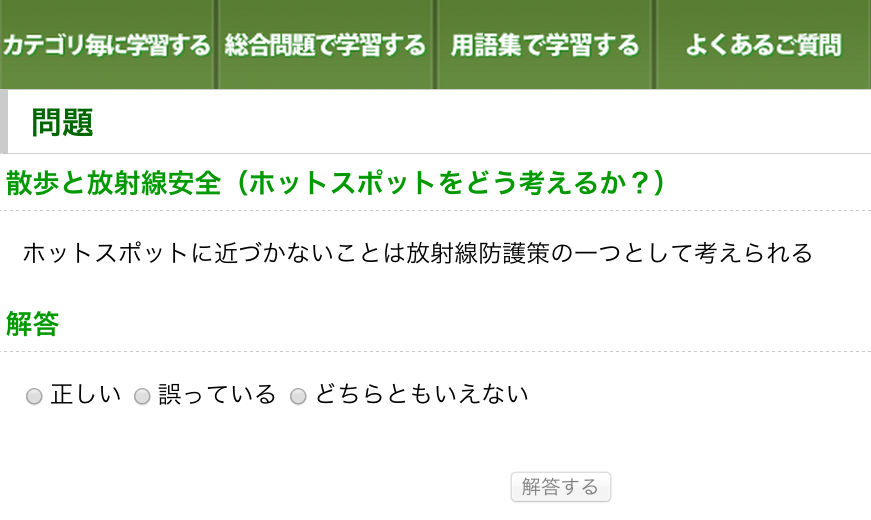 カテゴリ毎に学習する 総合問題で学習する 用語集で学習する よくあるご質問
問題
散歩と放射線安全（ホットスポットをどう考えるか？）
ホットスポットに近づかないことは放射線防護策の一つとして考えられる
解答
正しい 誤っている どちらともいえない
解答する